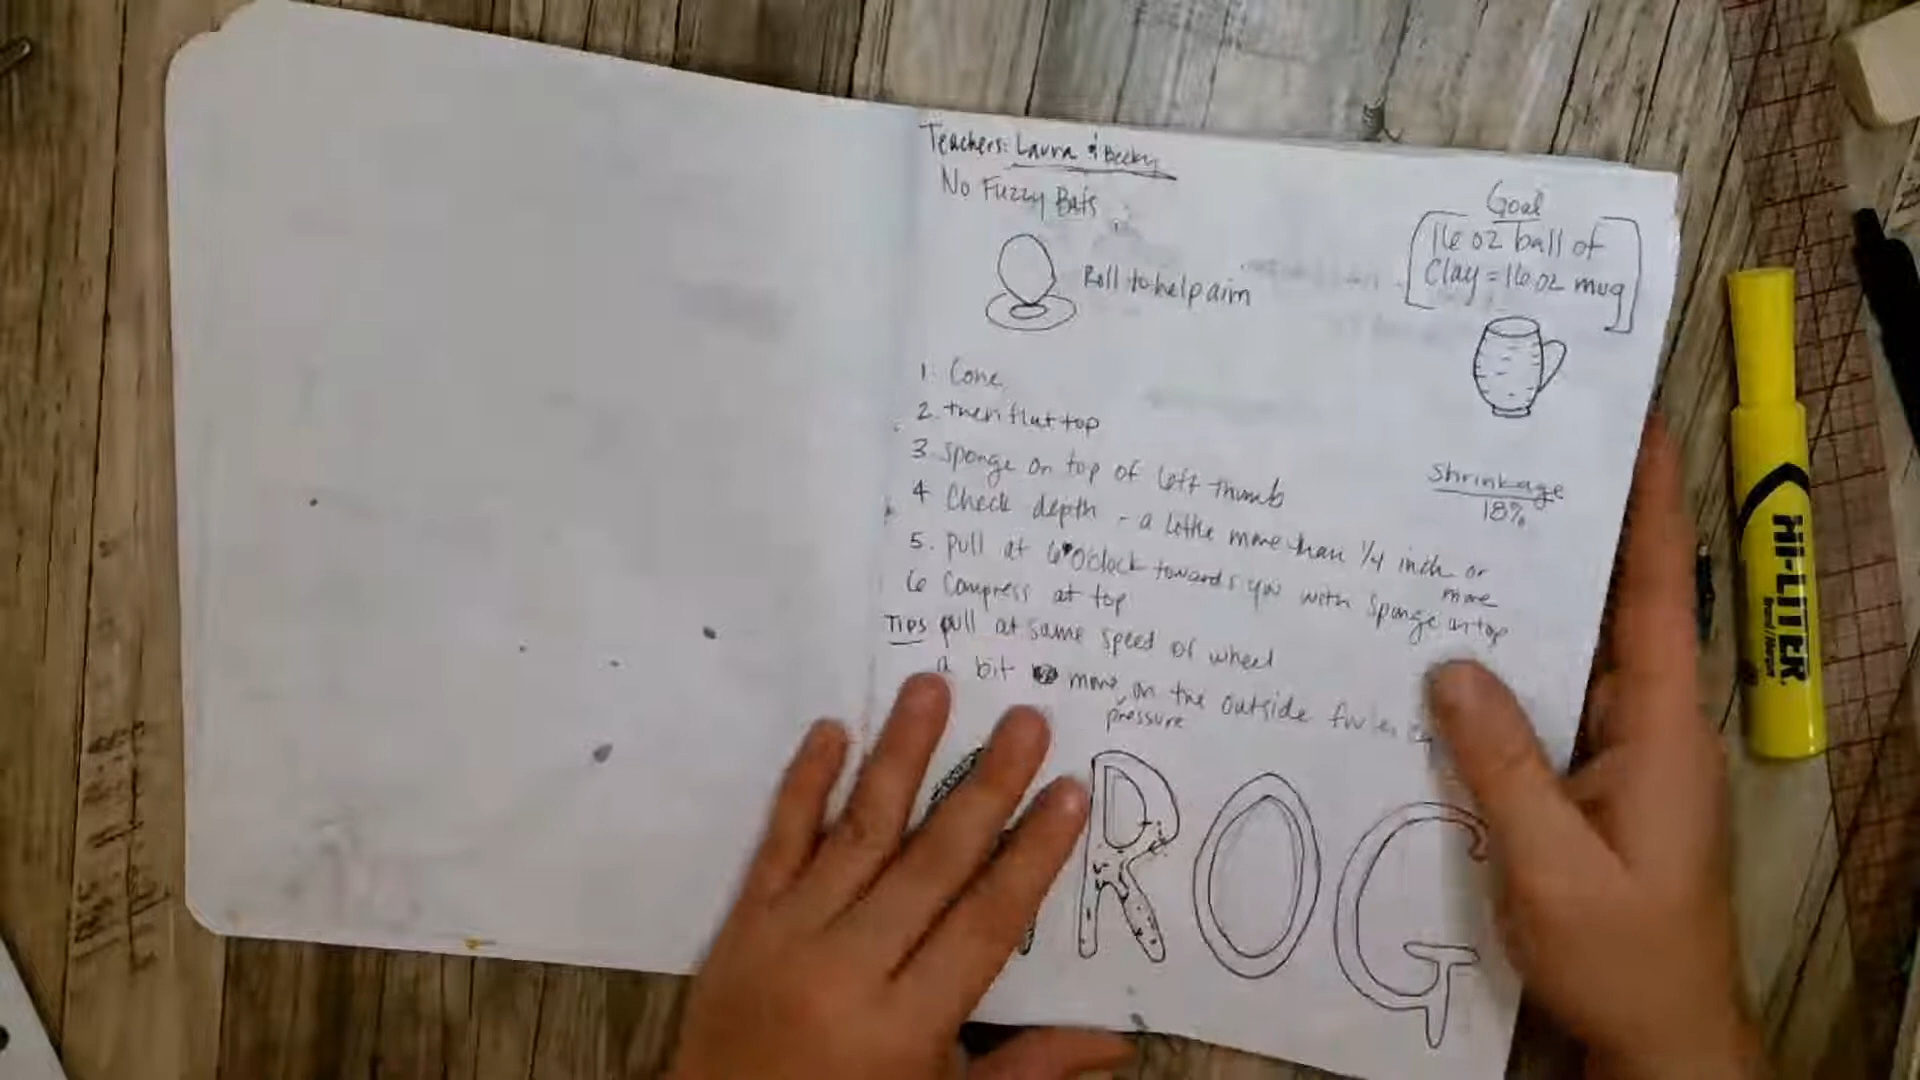 Teachers: Laura & Becky
No Fuzzy Bats
Roll to help aim
Goal
16 oz ball of
Clay = 16 oz mug
1. Cone
2. then flat top
3. Sponge on top of left thumb
4 Check depth - a little more than 1/4 inch or
more
5. pull at 6 O'Clock towards you with sponge on top
6 Compress at top
Tips pull at same speed of wheel
a bit more on the outside
pressure
Shrinkage
18%
ROG
HI-LITER